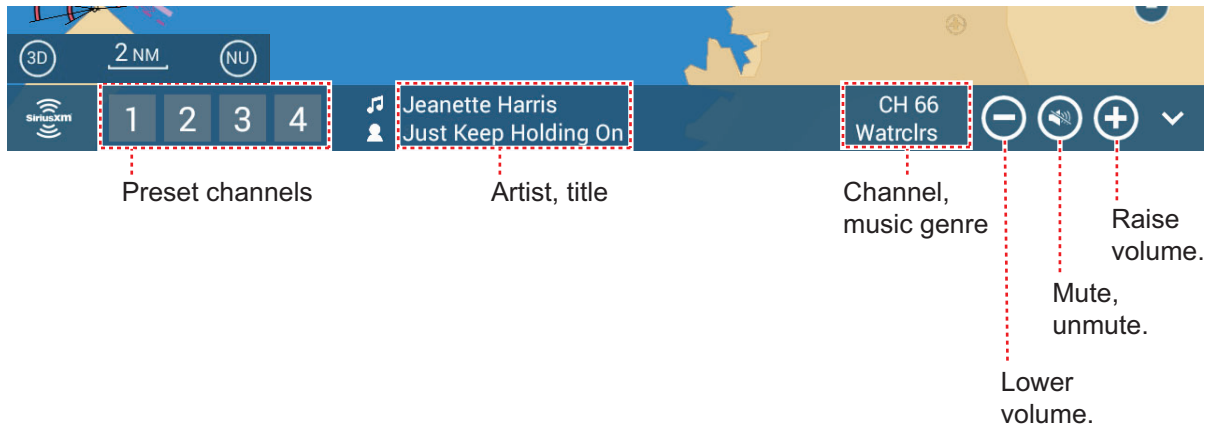 3D 2 NM NU
siriusxm 1 2 3 4 Jeanette Harris CH 66
Just Keep Holding On Watrclrs
Preset channels Artist, title Channel,
music genre Raise
volume.
Mute,
unmute.
Lower
volume.